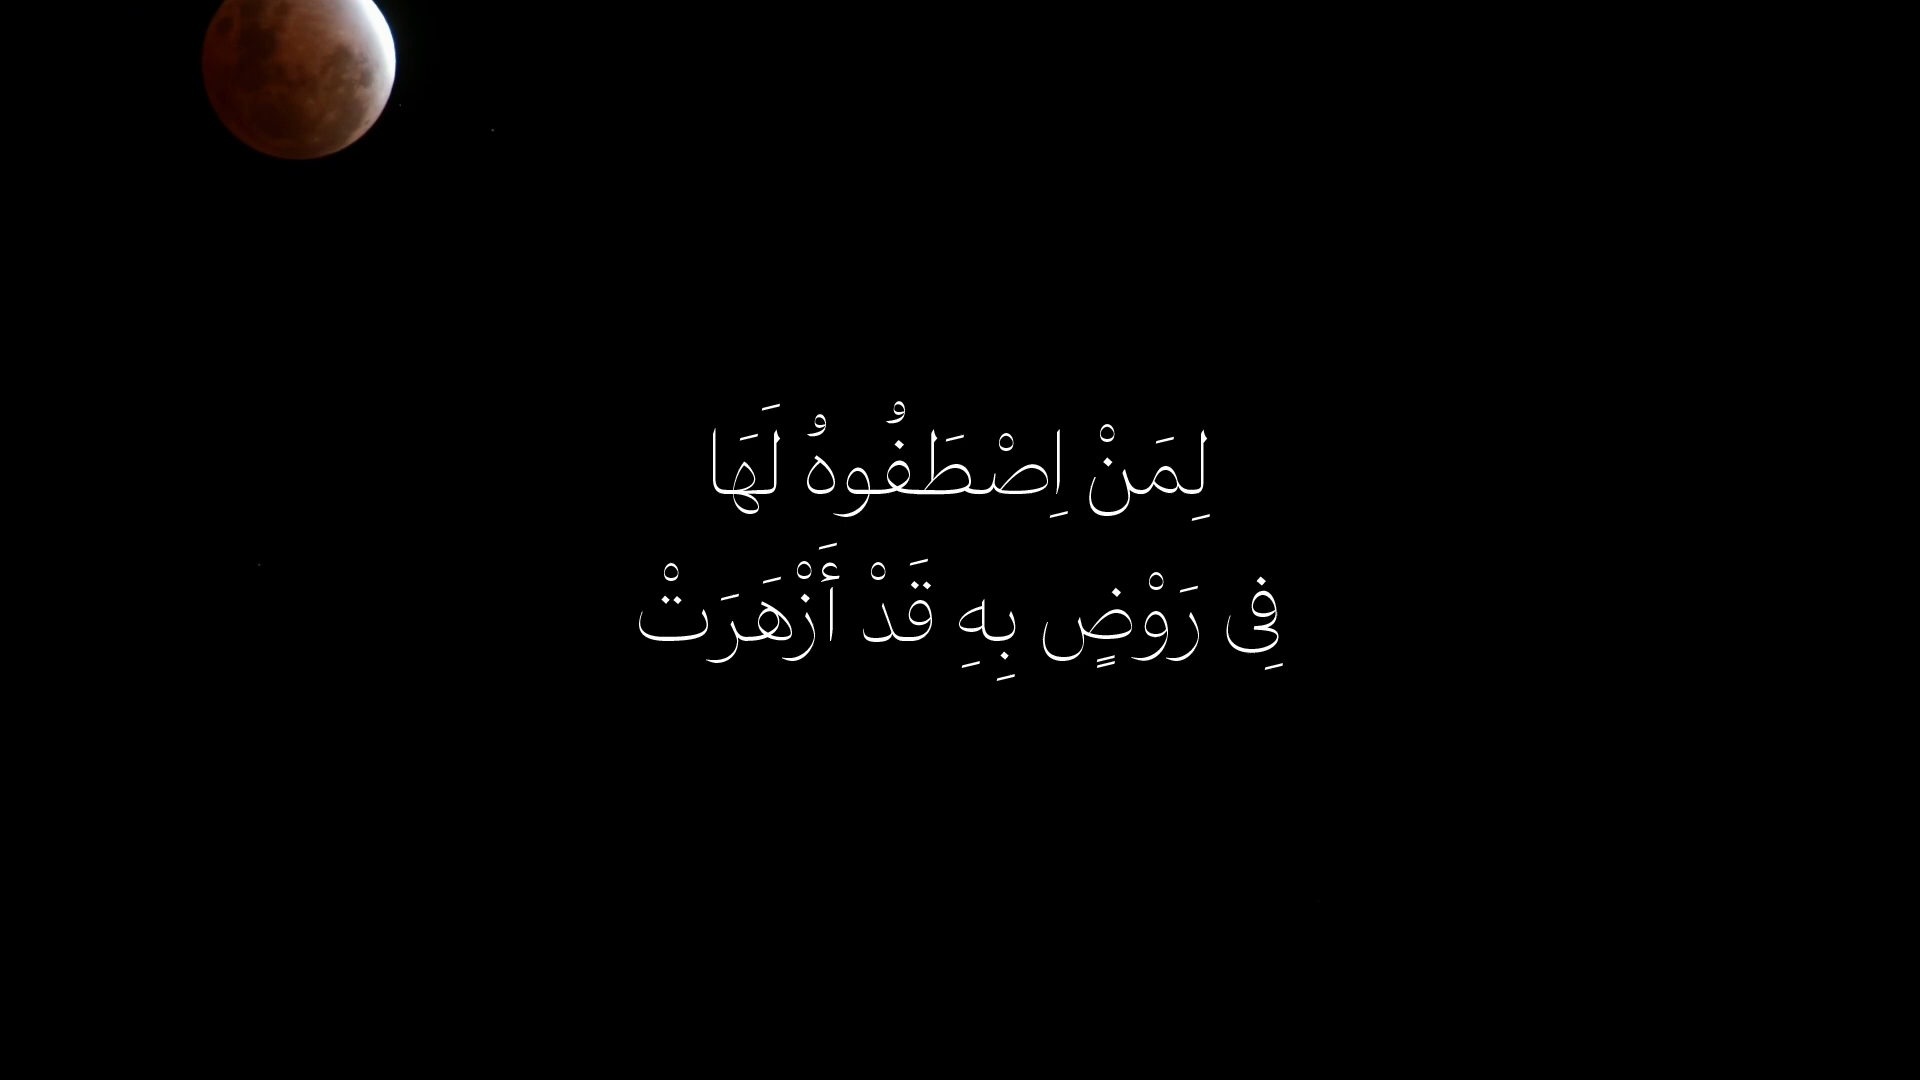 لِمَنْ اِصْطَفُوهُ لَهَا
فِى رَوْضٍ بِهِ قَدْ أَزْهَرَتْ